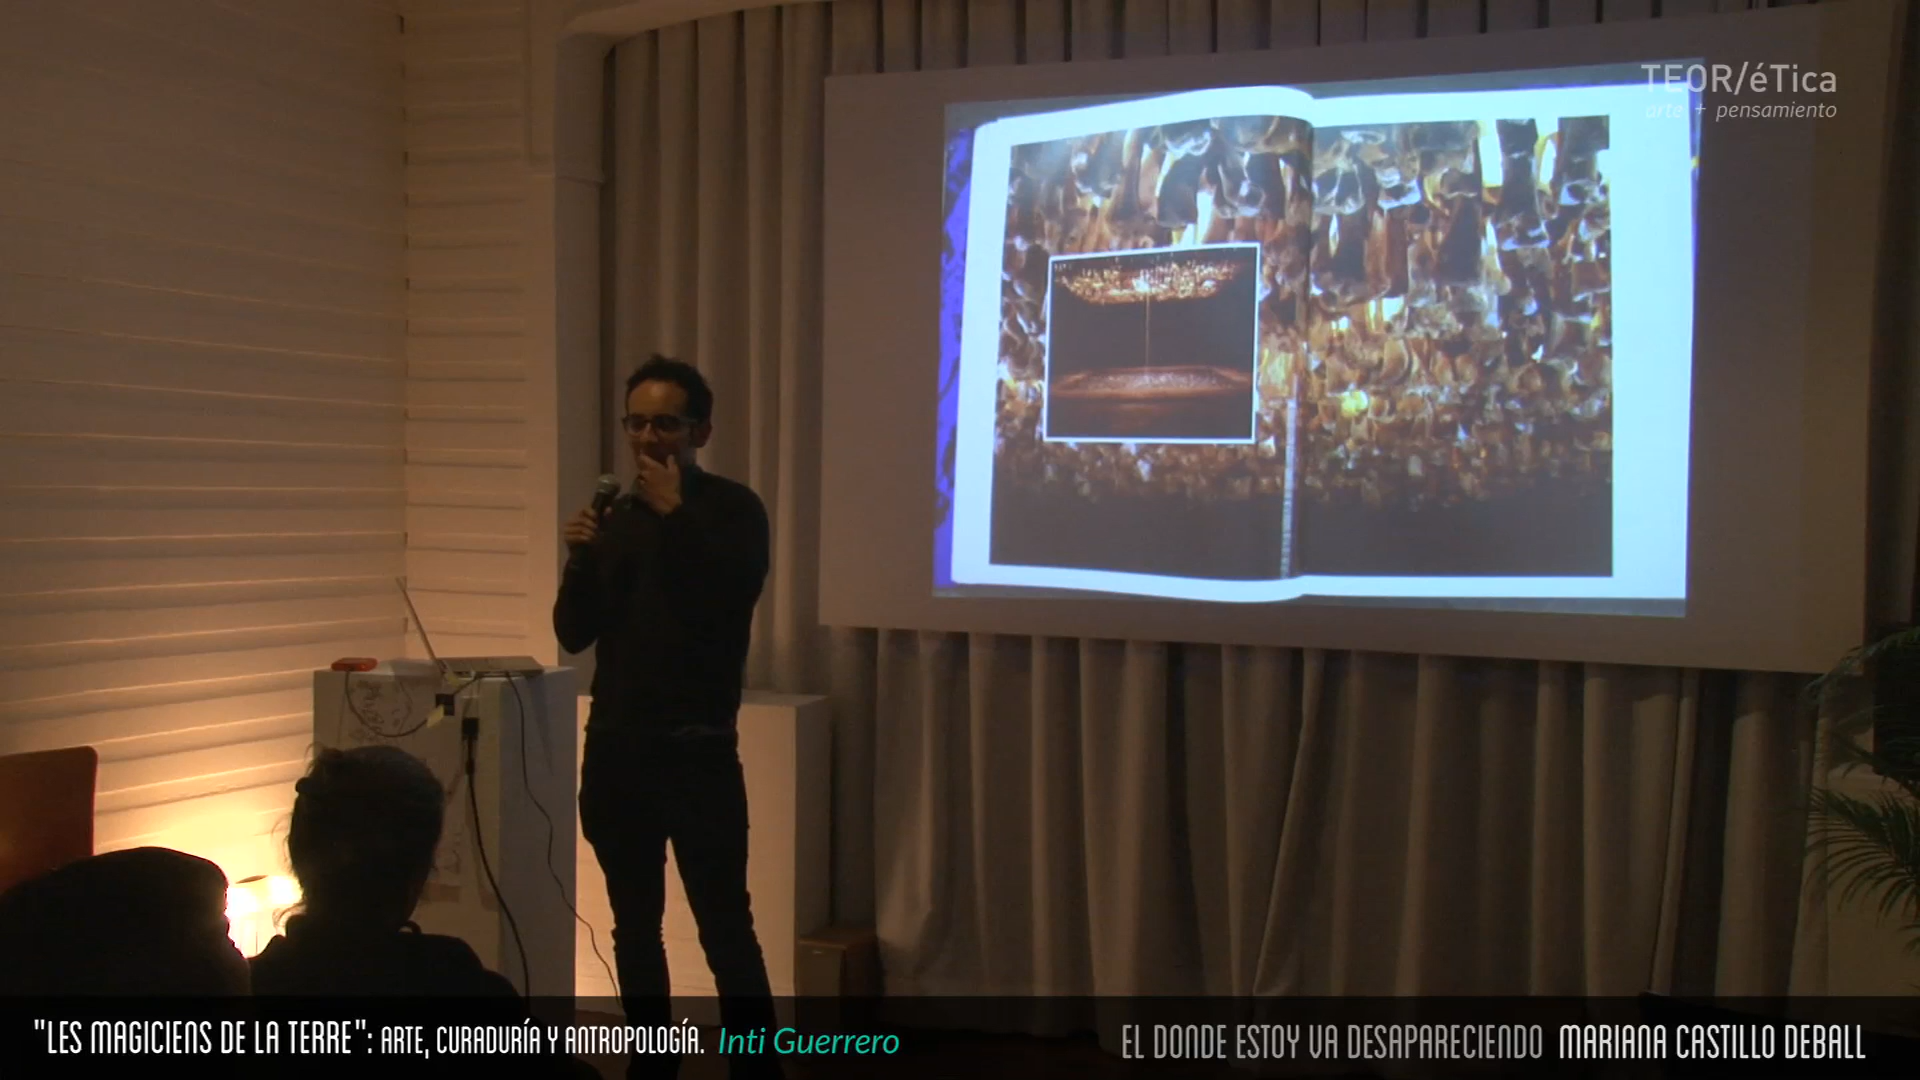 TEOR/éTica
arte + pensamiento
"LES MAGICIENS DE LA TERRE": ARTE, CURADURÍA Y ANTROPOLOGÍA. Inti Guerrero
EL DONDE ESTOY VA DESAPARECIENDO MARIANA CASTILLO DEBALL